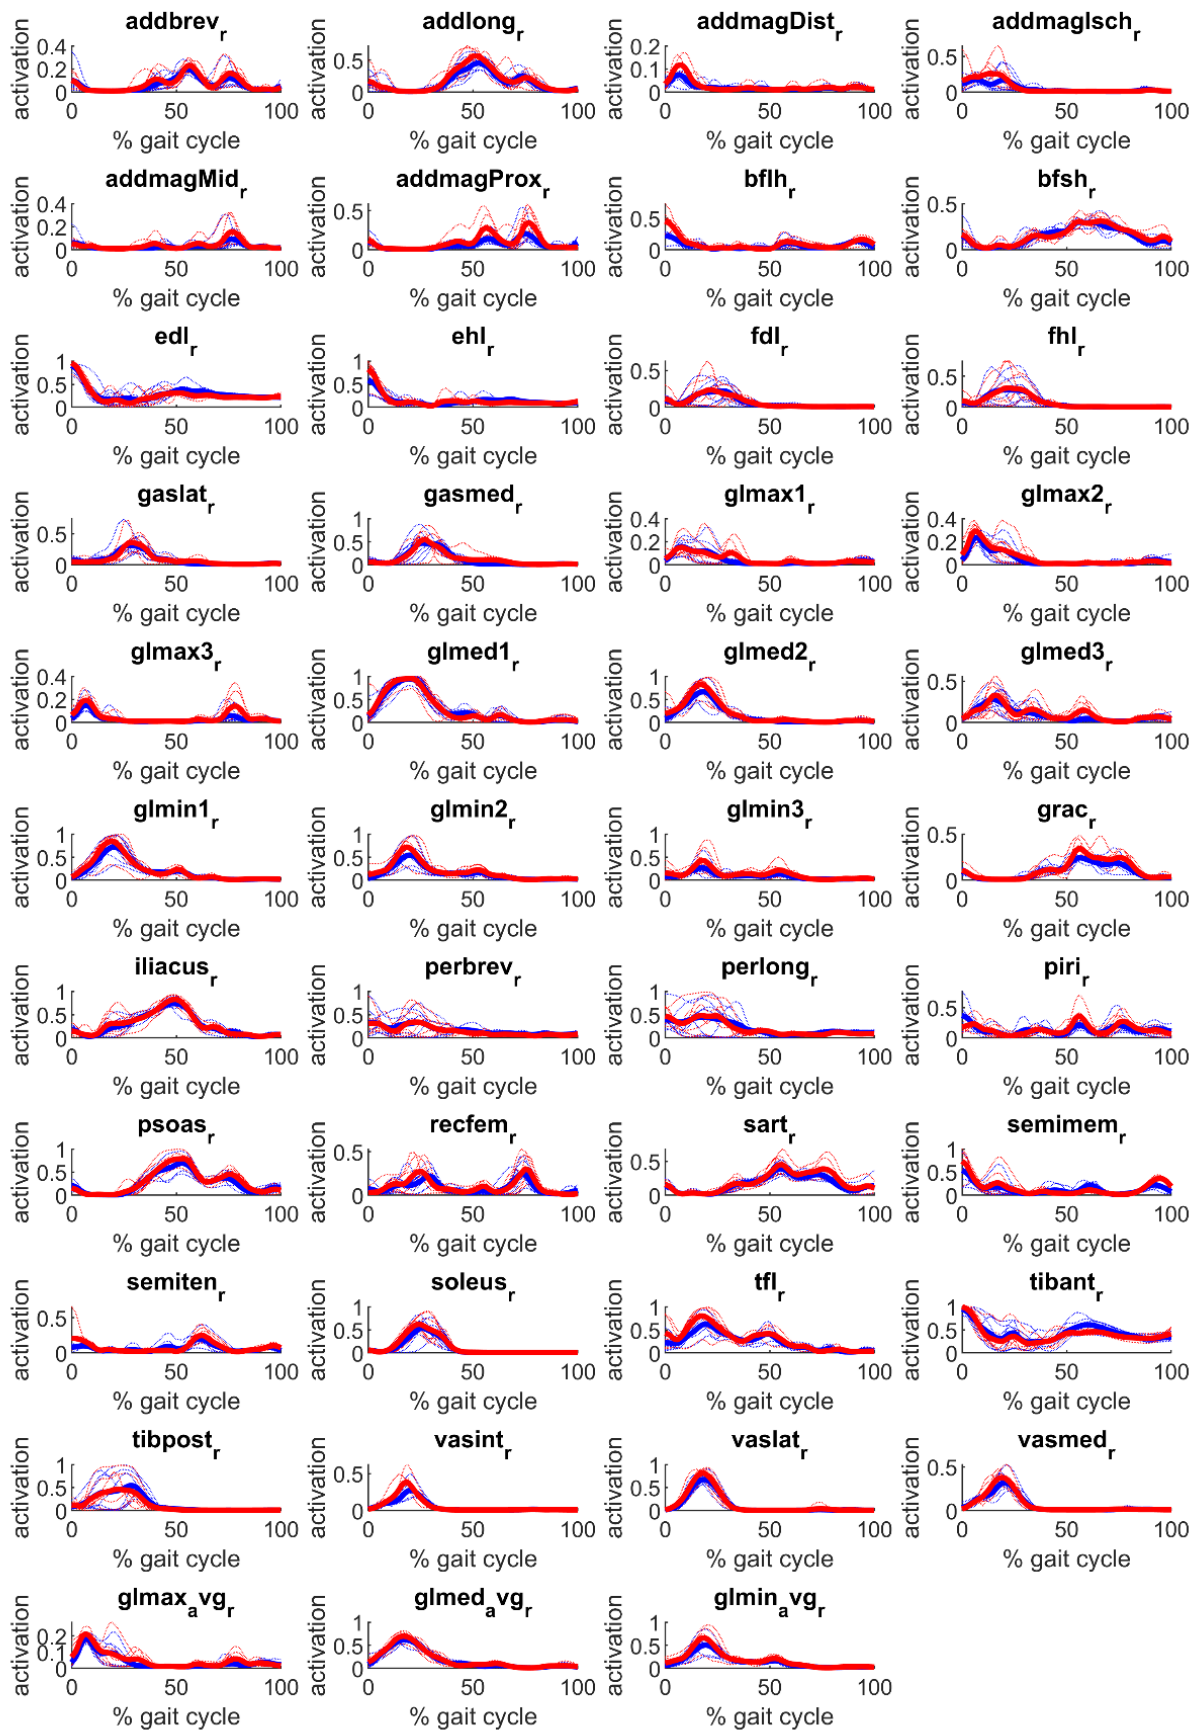 addbrev_r addlong_r addmagDist_r addmagIsch_r
activation 0.4 0.2 0 activation 0.5 0 activation 0.2 0.1 0 activation 0.5 0
0 50 100 0 50 100 0 50 100 0 50 100
% gait cycle % gait cycle % gait cycle % gait cycle
addmagMid_r addmagProx_r bflh_r bfsh_r
activation 0.4 0.2 0 activation 0.5 0 activation 0.5 0 activation 0.5 0
0 50 100 0 50 100 0 50 100 0 50 100
% gait cycle % gait cycle % gait cycle % gait cycle
edl_r ehl_r fdl_r fhl_r
activation 1 0.5 0 activation 1 0.5 0 activation 0.5 0 activation 0.5 0
0 50 100 0 50 100 0 50 100 0 50 100
% gait cycle % gait cycle % gait cycle % gait cycle
gaslat_r gasmed_r glmax1_r glmax2_r
activation 0.5 0 activation 1 0.5 0 activation 0.4 0.2 0 activation 0.4 0.2 0
0 50 100 0 50 100 0 50 100 0 50 100
% gait cycle % gait cycle % gait cycle % gait cycle
glmax3_r glmed1_r glmed2_r glmed3_r
activation 0.4 0.2 0 activation 1 0.5 0 activation 1 0.5 0 activation 0.5 0
0 50 100 0 50 100 0 50 100 0 50 100
% gait cycle % gait cycle % gait cycle % gait cycle
glmin1_r glmin2_r glmin3_r grac_r
activation 1 0.5 0 activation 1 0.5 0 activation 1 0.5 0 activation 0.5 0
0 50 100 0 50 100 0 50 100 0 50 100
% gait cycle % gait cycle % gait cycle % gait cycle
iliacus_r perbrev_r perlong_r piri_r
activation 1 0.5 0 activation 1 0.5 0 activation 1 0.5 0 activation 0.5 0
0 50 100 0 50 100 0 50 100 0 50 100
% gait cycle % gait cycle % gait cycle % gait cycle
psoas_r recfem_r sart_r semimem_r
activation 1 0.5 0 activation 0.5 0 activation 0.5 0 activation 0.5 0
0 50 100 0 50 100 0 50 100 0 50 100
% gait cycle % gait cycle % gait cycle % gait cycle
semiten_r soleus_r tfl_r tibant_r
activation 0.5 0 activation 1 0.5 0 activation 1 0.5 0 activation 1 0.5 0
0 50 100 0 50 100 0 50 100 0 50 100
% gait cycle % gait cycle % gait cycle % gait cycle
tibpost_r vasint_r vaslat_r vasmed_r
activation 1 0.5 0 activation 0.5 0 activation 1 0.5 0 activation 0.5 0
0 50 100 0 50 100 0 50 100 0 50 100
% gait cycle % gait cycle % gait cycle % gait cycle
glmax_avg_r glmed_avg_r glmin_avg_r
activation 0.2 0.1 0 activation 1 0.5 0 activation 1 0.5 0
0 50 100 0 50 100 0 50 100
% gait cycle % gait cycle % gait cycle